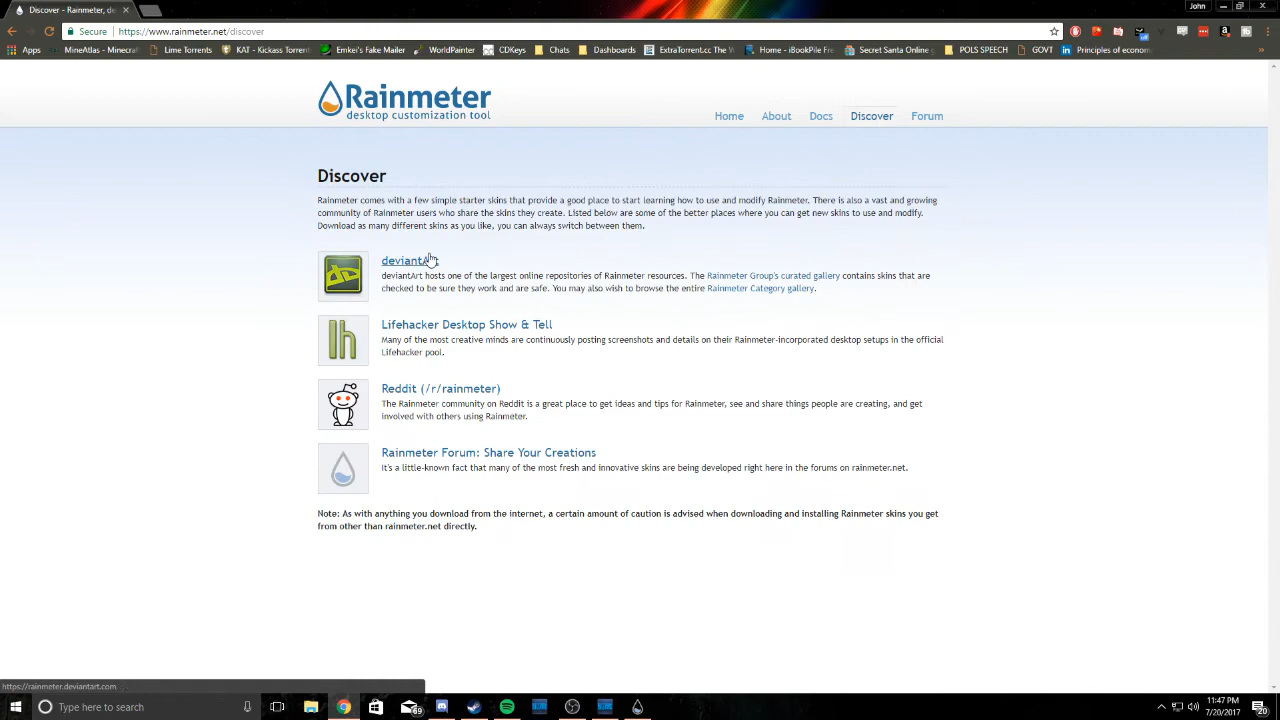 Discover - Rainmeter, de
John
Secure
https://www.rainmeter.net/discover
Apps
MineAtlas - Minecraft
Lime Torrents
KAT - Kickass Torrent
Emkei's Fake Mailer
WorldPainter
CDKeys
Chats
Dashboards
ExtraTorrent.cc The W
Home - iBookPile Free
Secret Santa Online g
POLS SPEECH
GOVT
Principles of econom
Rainmeter
desktop customization tool
Home About Docs Discover Forum
Discover
Rainmeter comes with a few simple starter skins that provide a good place to start learning how to use and modify Rainmeter. There is also a vast and growing
community of Rainmeter users who share the skins they create. Listed below are some of the better places where you can get new skins to use and modify.
Download as many different skins as you like, you can always switch between them.
deviantArt
deviantArt hosts one of the largest online repositories of Rainmeter resources. The Rainmeter Group's curated gallery contains skins that are
checked to be sure they work and are safe. You may also wish to browse the entire Rainmeter Category gallery.
lh
Lifehacker Desktop Show & Tell
Many of the most creative minds are continuously posting screenshots and details on their Rainmeter-incorporated desktop setups in the official
Lifehacker pool.
Reddit (/r/rainmeter)
The Rainmeter community on Reddit is a great place to get ideas and tips for Rainmeter, see and share things people are creating, and get
involved with others using Rainmeter.
Rainmeter Forum: Share Your Creations
It's a little-known fact that many of the most fresh and innovative skins are being developed right here in the forums on rainmeter.net.
Note: As with anything you download from the internet, a certain amount of caution is advised when downloading and installing Rainmeter skins you get
from other than rainmeter.net directly.
https://rainmeter.deviantart.com
Type here to search
69
11:47 PM
7/20/2017
20